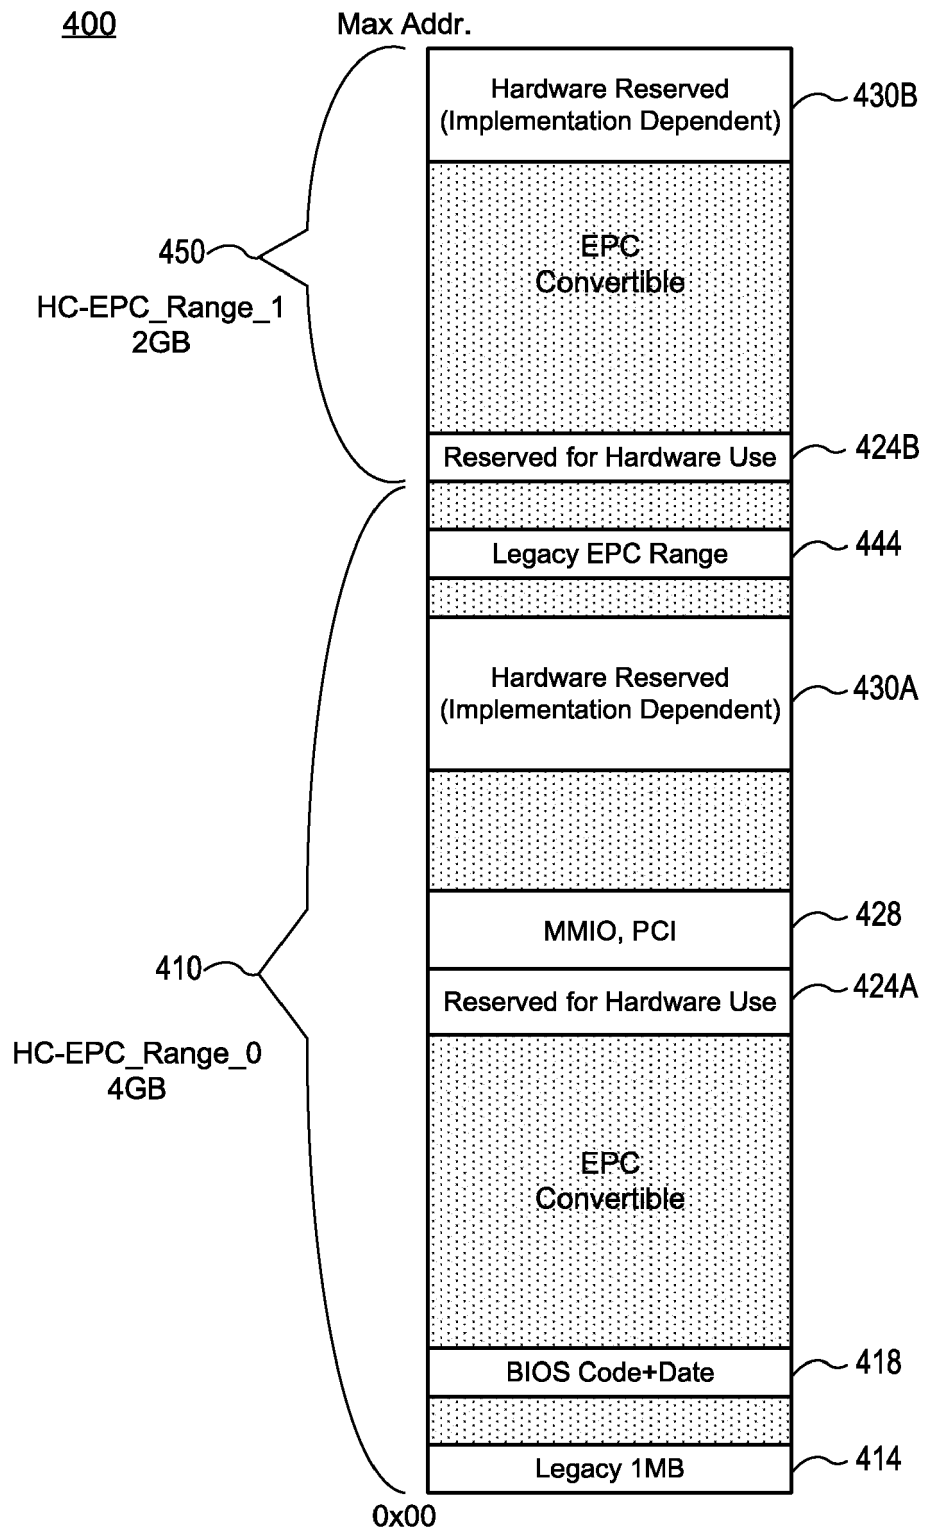 400
Max Addr.
Hardware Reserved
(Implementation Dependent)
430B
EPC
Convertible
450
HC-EPC_Range_1
2GB
Reserved for Hardware Use
424B
Legacy EPC Range
444
Hardware Reserved
(Implementation Dependent)
430A
MMIO, PCI
428
410
Reserved for Hardware Use
424A
HC-EPC_Range_0
4GB
EPC
Convertible
BIOS Code+Date
418
Legacy 1MB
414
0x00